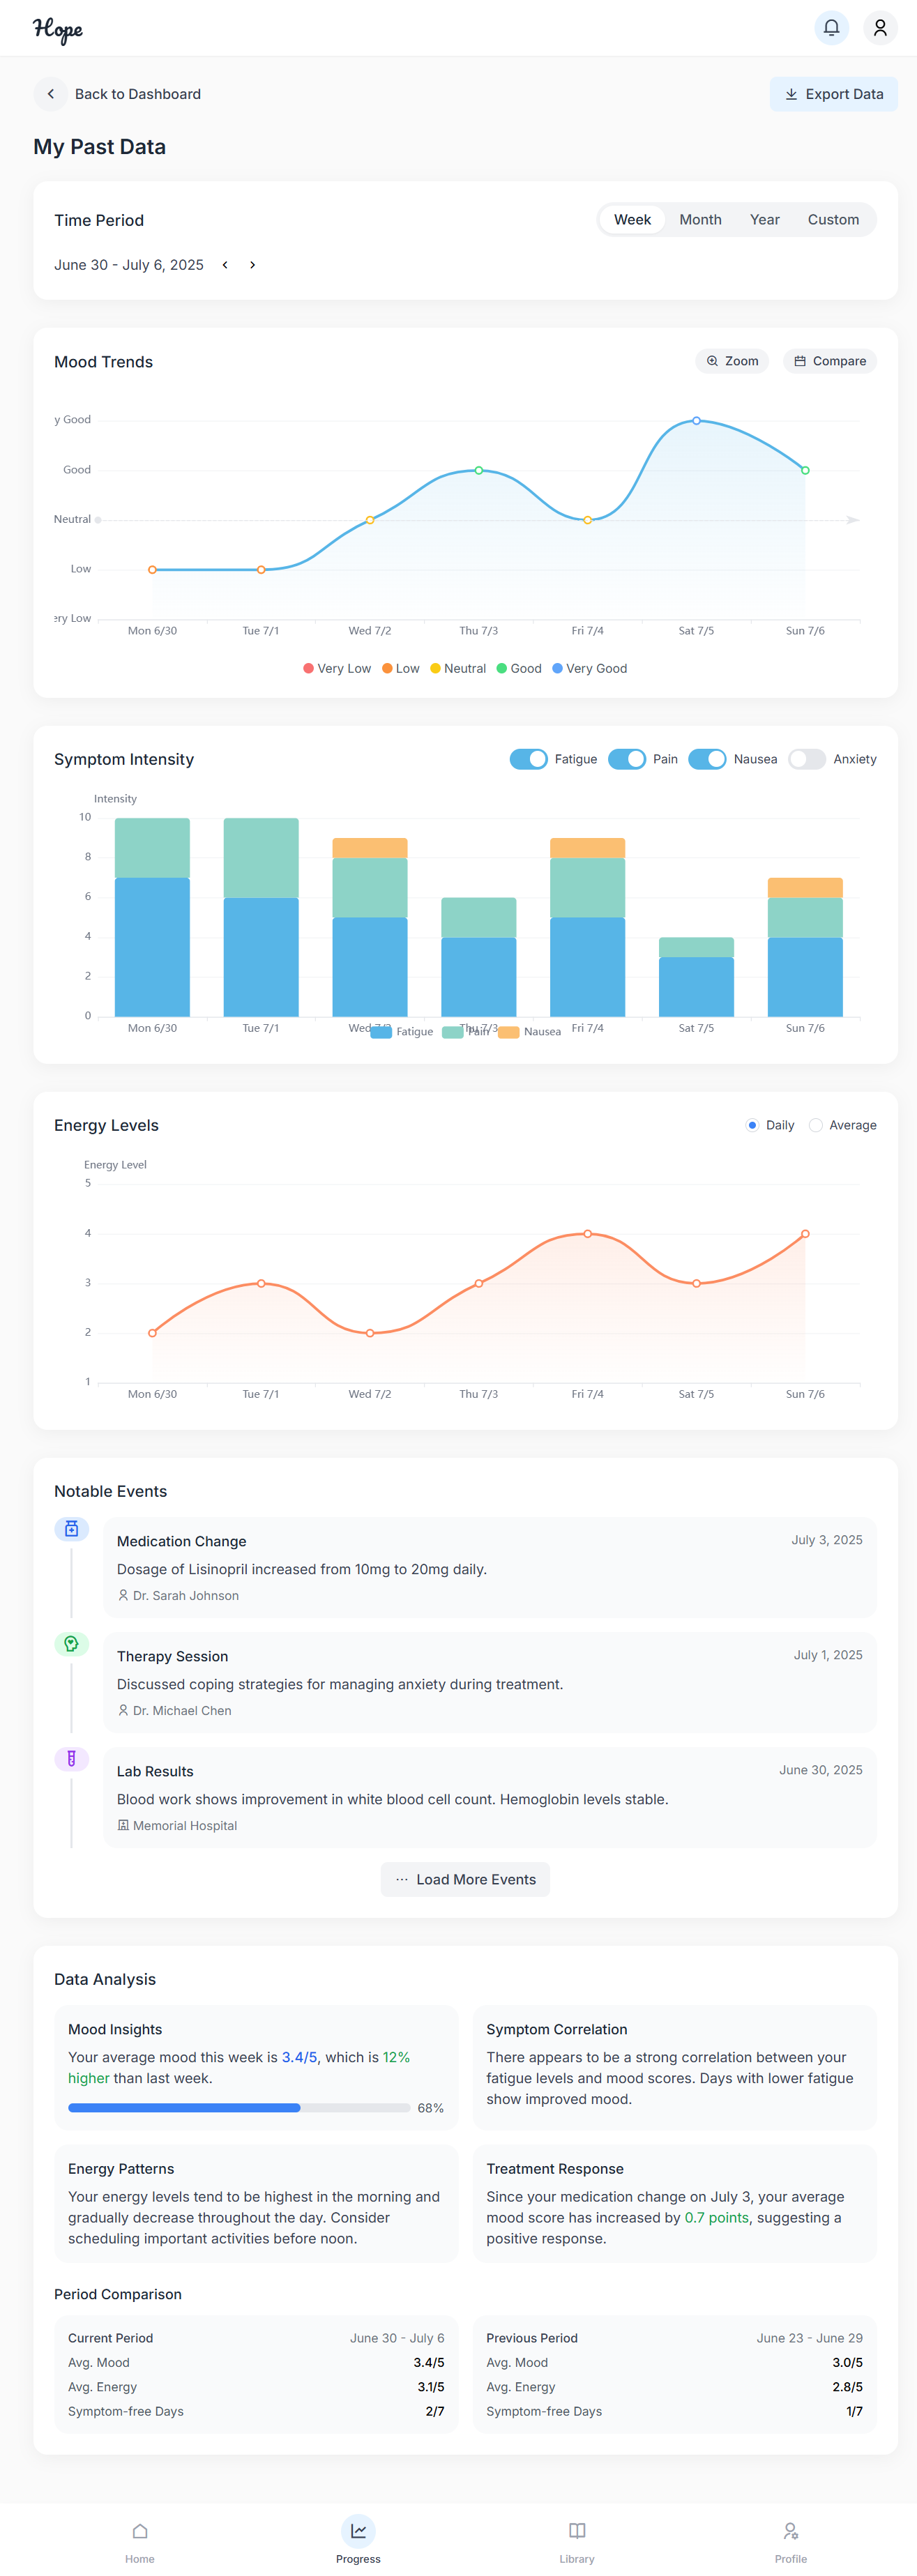 Hope
Back to Dashboard
Export Data
My Past Data
Time Period
Week Month Year Custom
June 30 - July 6, 2025
Mood Trends
Zoom Compare
y Good
Good
Neutral
Low
ery Low
Mon 6/30 Tue 7/1 Wed 7/2 Thu 7/3 Fri 7/4 Sat 7/5 Sun 7/6
Very Low Low Neutral Good Very Good
Symptom Intensity
Fatigue Pain Nausea Anxiety
Intensity
10
8
6
4
2
0
Mon 6/30 Tue 7/1 Wed 7/2 Thu 7/3 Fri 7/4 Sat 7/5 Sun 7/6
Fatigue Pain Nausea
Energy Levels
Daily Average
Energy Level
5
4
3
2
1
Mon 6/30 Tue 7/1 Wed 7/2 Thu 7/3 Fri 7/4 Sat 7/5 Sun 7/6
Notable Events
Medication Change July 3, 2025
Dosage of Lisinopril increased from 10mg to 20mg daily.
Dr. Sarah Johnson
Therapy Session July 1, 2025
Discussed coping strategies for managing anxiety during treatment.
Dr. Michael Chen
Lab Results June 30, 2025
Blood work shows improvement in white blood cell count. Hemoglobin levels stable.
Memorial Hospital
··· Load More Events
Data Analysis
Mood Insights
Your average mood this week is 3.4/5, which is 12%
higher than last week.
68%
Symptom Correlation
There appears to be a strong correlation between your
fatigue levels and mood scores. Days with lower fatigue
show improved mood.
Energy Patterns
Your energy levels tend to be highest in the morning and
gradually decrease throughout the day. Consider
scheduling important activities before noon.
Treatment Response
Since your medication change on July 3, your average
mood score has increased by 0.7 points, suggesting a
positive response.
Period Comparison
Current Period June 30 - July 6
Avg. Mood 3.4/5
Avg. Energy 3.1/5
Symptom-free Days 2/7
Previous Period June 23 - June 29
Avg. Mood 3.0/5
Avg. Energy 2.8/5
Symptom-free Days 1/7
Home Progress Library Profile